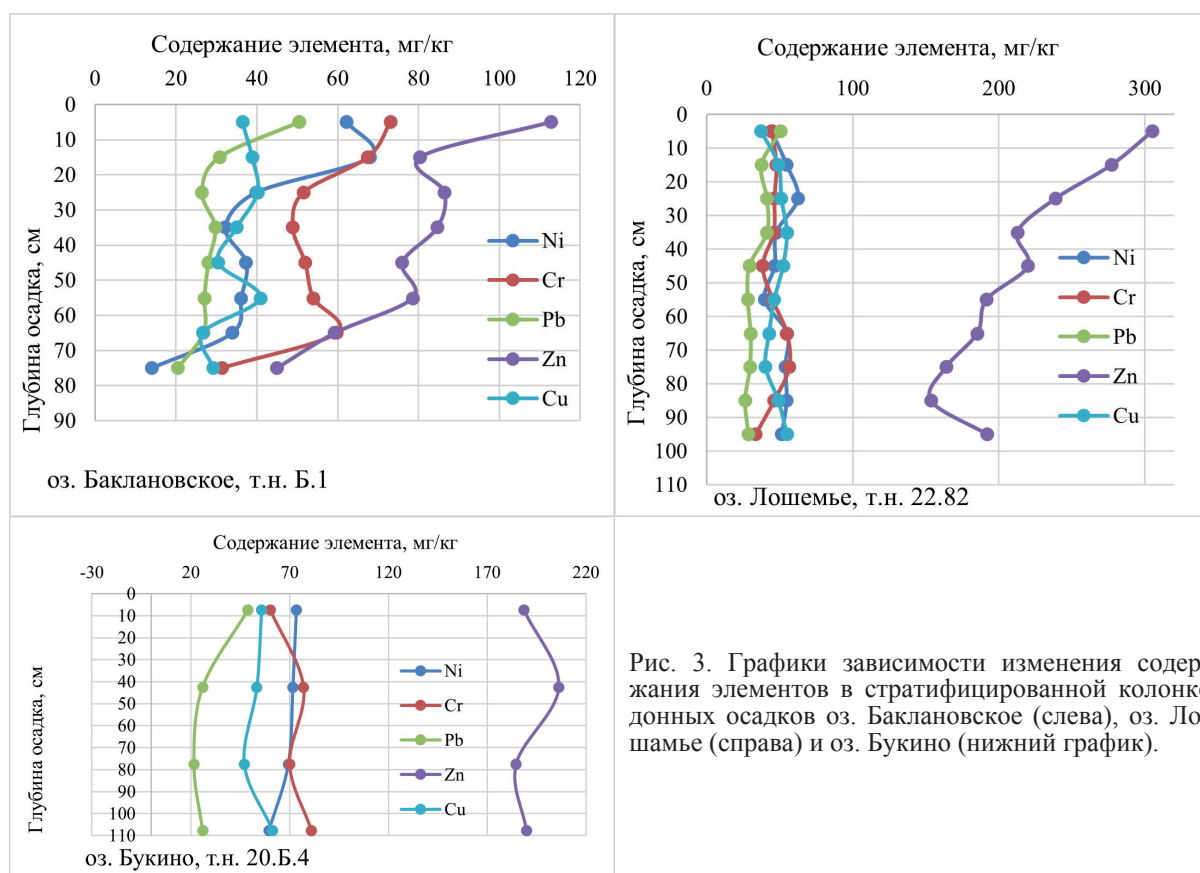 Содержание элемента, мг/кг
0 20 40 60 80 100 120
0
10
20
30
40
50
60
70
80
90
Глубина осадка, см
Ni
Cr
Pb
Zn
Cu
оз. Баклановское, т.н. Б.1
Содержание элемента, мг/кг
0 100 200 300
0
10
20
30
40
50
60
70
80
90
100
110
Глубина осадка, см
Ni
Cr
Pb
Zn
Cu
оз. Лошемье, т.н. 22.82
Содержание элемента, мг/кг
-30 20 70 120 170 220
0
10
20
30
40
50
60
70
80
90
100
110
Глубина осадка, см
Ni
Cr
Pb
Zn
Cu
оз. Букино, т.н. 20.Б.4
Рис. 3. Графики зависимости изменения содер-
жания элементов в стратифицированной колонке
донных осадков оз. Баклановское (слева), оз. Ло-
шамье (справа) и оз. Букино (нижний график).